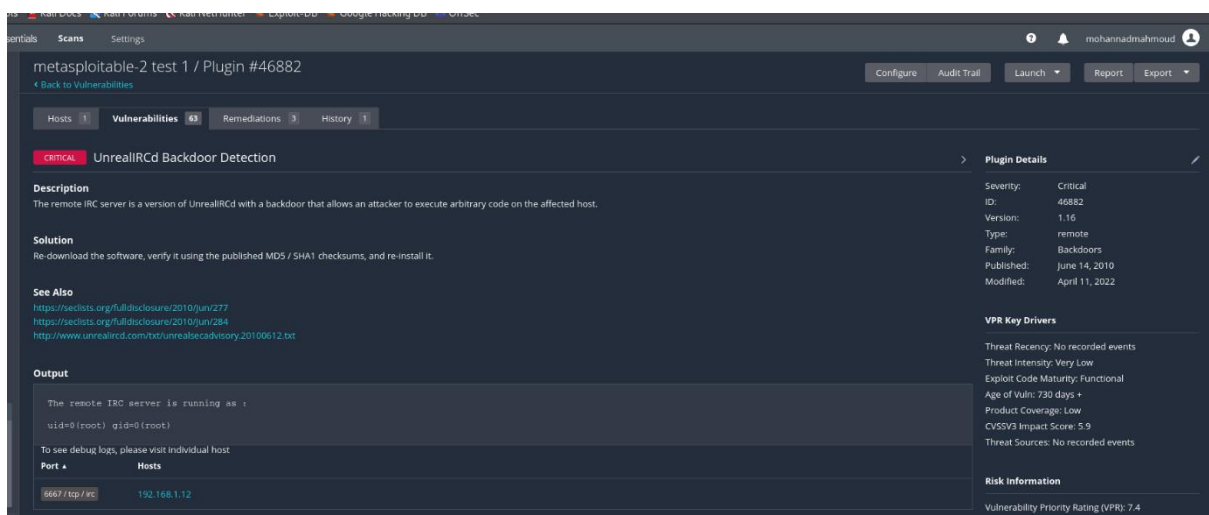 Kali Docs Kali Forums Kali NetHunter Exploit-DB Google Hacking DB OffSec
Scans Settings mohannadmahmoud
metasploitable-2 test 1 / Plugin #46882
Back to Vulnerabilities
Configure Audit Trail Launch Report Export
Hosts 1 Vulnerabilities 63 Remediations 3 History 1
CRITICAL UnrealIRCd Backdoor Detection
Description
The remote IRC server is a version of UnrealIRCd with a backdoor that allows an attacker to execute arbitrary code on the affected host.
Solution
Re-download the software, verify it using the published MD5 / SHA1 checksums, and re-install it.
See Also
https://seclists.org/fulldisclosure/2010/jun/277
https://seclists.org/fulldisclosure/2010/jun/284
http://www.unrealircd.com/txt/unrealsecadvisory.20100612.txt
Output
The remote IRC server is running as :
uid=0(root) gid=0(root)
To see debug logs, please visit individual host
Port Hosts
6667 / tcp / irc 192.168.1.12
Plugin Details
Severity: Critical
ID: 46882
Version: 1.16
Type: remote
Family: Backdoors
Published: June 14, 2010
Modified: April 11, 2022
VPR Key Drivers
Threat Recency: No recorded events
Threat Intensity: Very Low
Exploit Code Maturity: Functional
Age of Vuln: 730 days +
Product Coverage: Low
CVSSV3 Impact Score: 5.9
Threat Sources: No recorded events
Risk Information
Vulnerability Priority Rating (VPR): 7.4